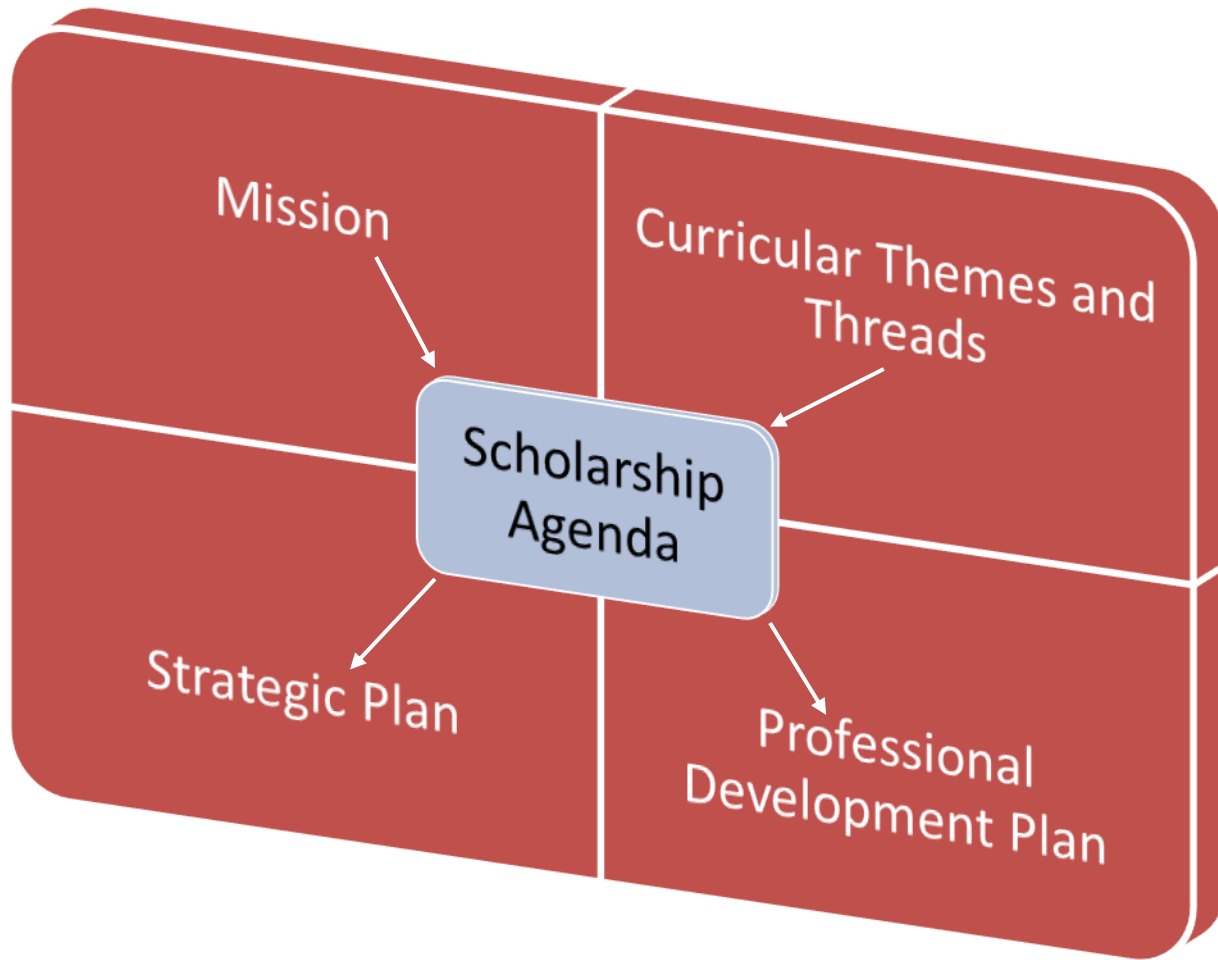 Mission
Curricular Themes and
Threads
Scholarship
Agenda
Strategic Plan
Professional
Development Plan